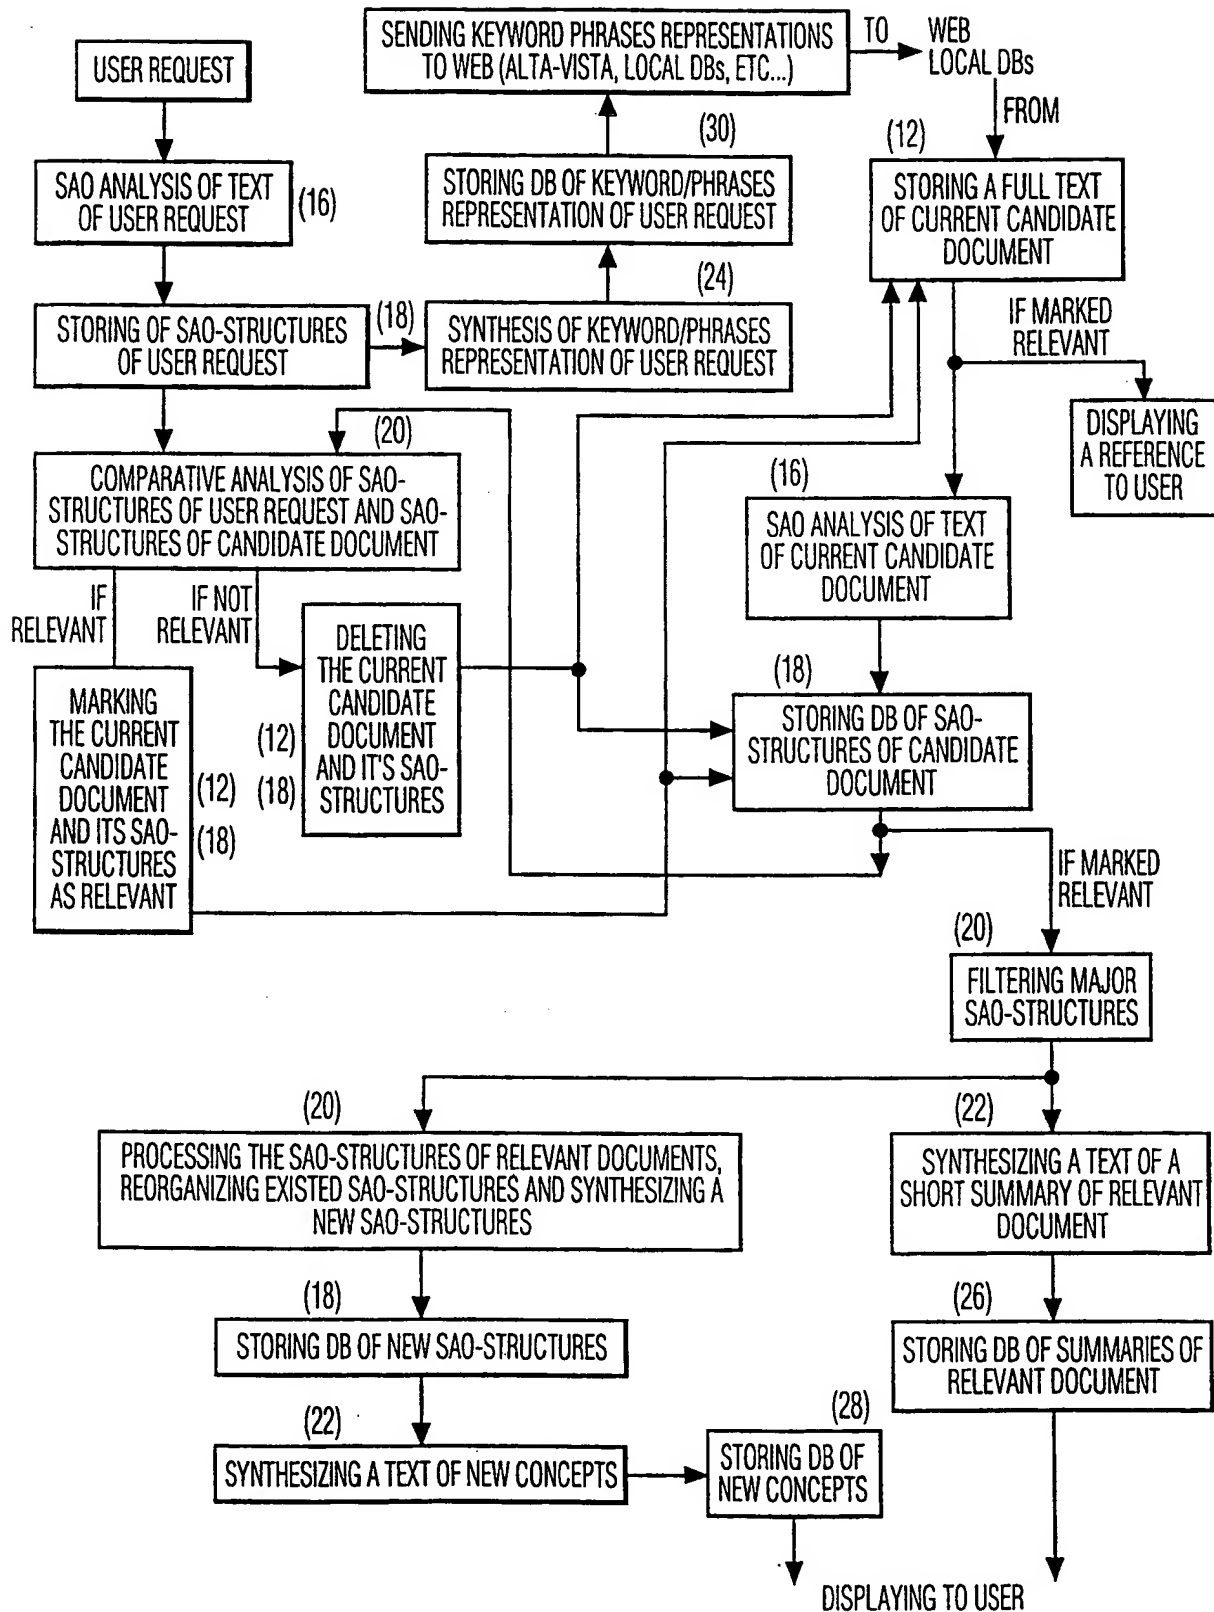 USER REQUEST
SENDING KEYWORD PHRASES REPRESENTATIONS
TO WEB (ALTA-VISTA, LOCAL DBs, ETC...)
TO
WEB
LOCAL DBs
FROM
SAO ANALYSIS OF TEXT
OF USER REQUEST
(16)
(30)
STORING DB OF KEYWORD/PHRASES
REPRESENTATION OF USER REQUEST
(12)
STORING A FULL TEXT
OF CURRENT CANDIDATE
DOCUMENT
STORING OF SAO-STRUCTURES
OF USER REQUEST
(18)
(24)
SYNTHESIS OF KEYWORD/PHRASES
REPRESENTATION OF USER REQUEST
IF MARKED
RELEVANT
DISPLAYING
A REFERENCE
TO USER
(20)
COMPARATIVE ANALYSIS OF SAO-
STRUCTURES OF USER REQUEST AND SAO-
STRUCTURES OF CANDIDATE DOCUMENT
(16)
SAO ANALYSIS OF TEXT
OF CURRENT CANDIDATE
DOCUMENT
IF
RELEVANT
IF NOT
RELEVANT
DELETING
THE CURRENT
CANDIDATE
DOCUMENT
AND IT'S SAO-
STRUCTURES
(12)
(18)
MARKING
THE CURRENT
CANDIDATE
DOCUMENT
AND ITS SAO-
STRUCTURES
AS RELEVANT
(12)
(18)
(18)
STORING DB OF SAO-
STRUCTURES OF CANDIDATE
DOCUMENT
IF MARKED
RELEVANT
(20)
FILTERING MAJOR
SAO-STRUCTURES
(20)
PROCESSING THE SAO-STRUCTURES OF RELEVANT DOCUMENTS,
REORGANIZING EXISTED SAO-STRUCTURES AND SYNTHESIZING A
NEW SAO-STRUCTURES
(22)
SYNTHESIZING A TEXT OF A
SHORT SUMMARY OF RELEVANT
DOCUMENT
(18)
STORING DB OF NEW SAO-STRUCTURES
(26)
STORING DB OF SUMMARIES OF
RELEVANT DOCUMENT
(22)
SYNTHESIZING A TEXT OF NEW CONCEPTS
(28)
STORING DB OF
NEW CONCEPTS
DISPLAYING TO USER